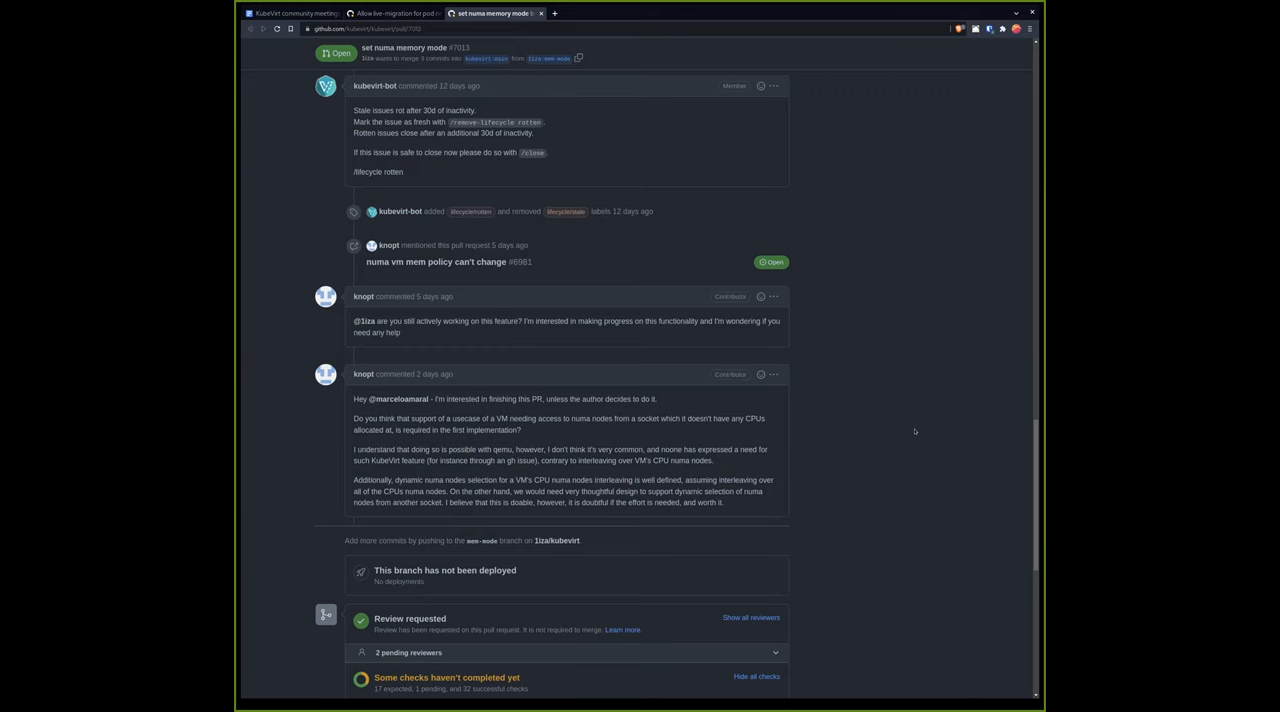 KubeVirt community meeting
Allow live-migration for pod n
set numa memory mode
github.com/kubevirt/kubevirt/pull/7013
Open
set numa memory mode #7013
1iza wants to merge 3 commits into kubevirt:main from 1iza:mem-mode
kubevirt-bot commented 12 days ago
Member
Stale issues rot after 30d of inactivity.
Mark the issue as fresh with /remove-lifecycle rotten.
Rotten issues close after an additional 30d of inactivity.
If this issue is safe to close now please do so with /close.
/lifecycle rotten
kubevirt-bot added lifecycle/rotten and removed lifecycle/stale labels 12 days ago
knopt mentioned this pull request 5 days ago
numa vm mem policy can't change #6981
Open
knopt commented 5 days ago
Contributor
@1iza are you still actively working on this feature? I'm interested in making progress on this functionality and I'm wondering if you
need any help
knopt commented 2 days ago
Contributor
Hey @marceloamaral - I'm interested in finishing this PR, unless the author decides to do it.
Do you think that support of a usecase of a VM needing access to numa nodes from a socket which it doesn't have any CPUs
allocated at, is required in the first implementation?
I understand that doing so is possible with qemu, however, I don't think it's very common, and noone has expressed a need for
such KubeVirt feature (for instance through an gh issue), contrary to interleaving over VM's CPU numa nodes.
Additionally, dynamic numa nodes selection for a VM's CPU numa nodes interleaving is well defined, assuming interleaving over
all of the CPUs numa nodes. On the other hand, we would need very thoughtful design to support dynamic selection of numa
nodes from another socket. I believe that this is doable, however, it is doubtful if the effort is needed, and worth it.
Add more commits by pushing to the mem-mode branch on 1iza/kubevirt.
This branch has not been deployed
No deployments
Review requested
Review has been requested on this pull request. It is not required to merge. Learn more.
Show all reviewers
2 pending reviewers
Some checks haven't completed yet
17 expected, 1 pending, and 32 successful checks
Hide all checks